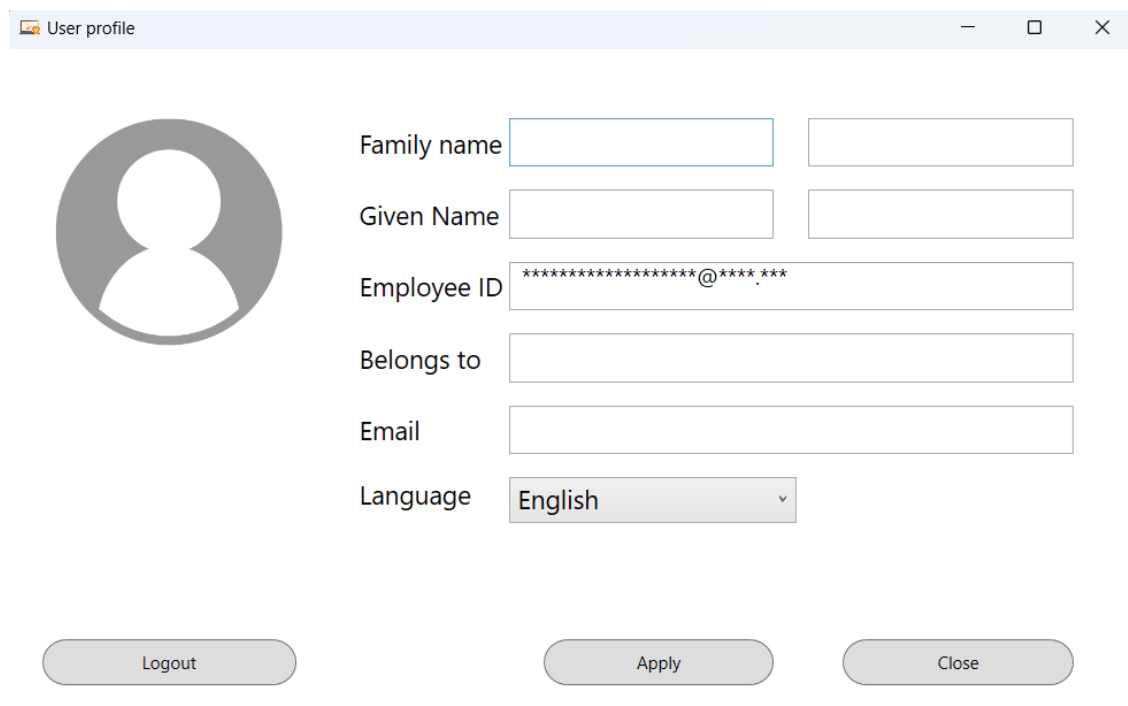 User profile
Family name
Given Name
Employee ID *******************@****.***
Belongs to
Email
Language English
Logout Apply Close